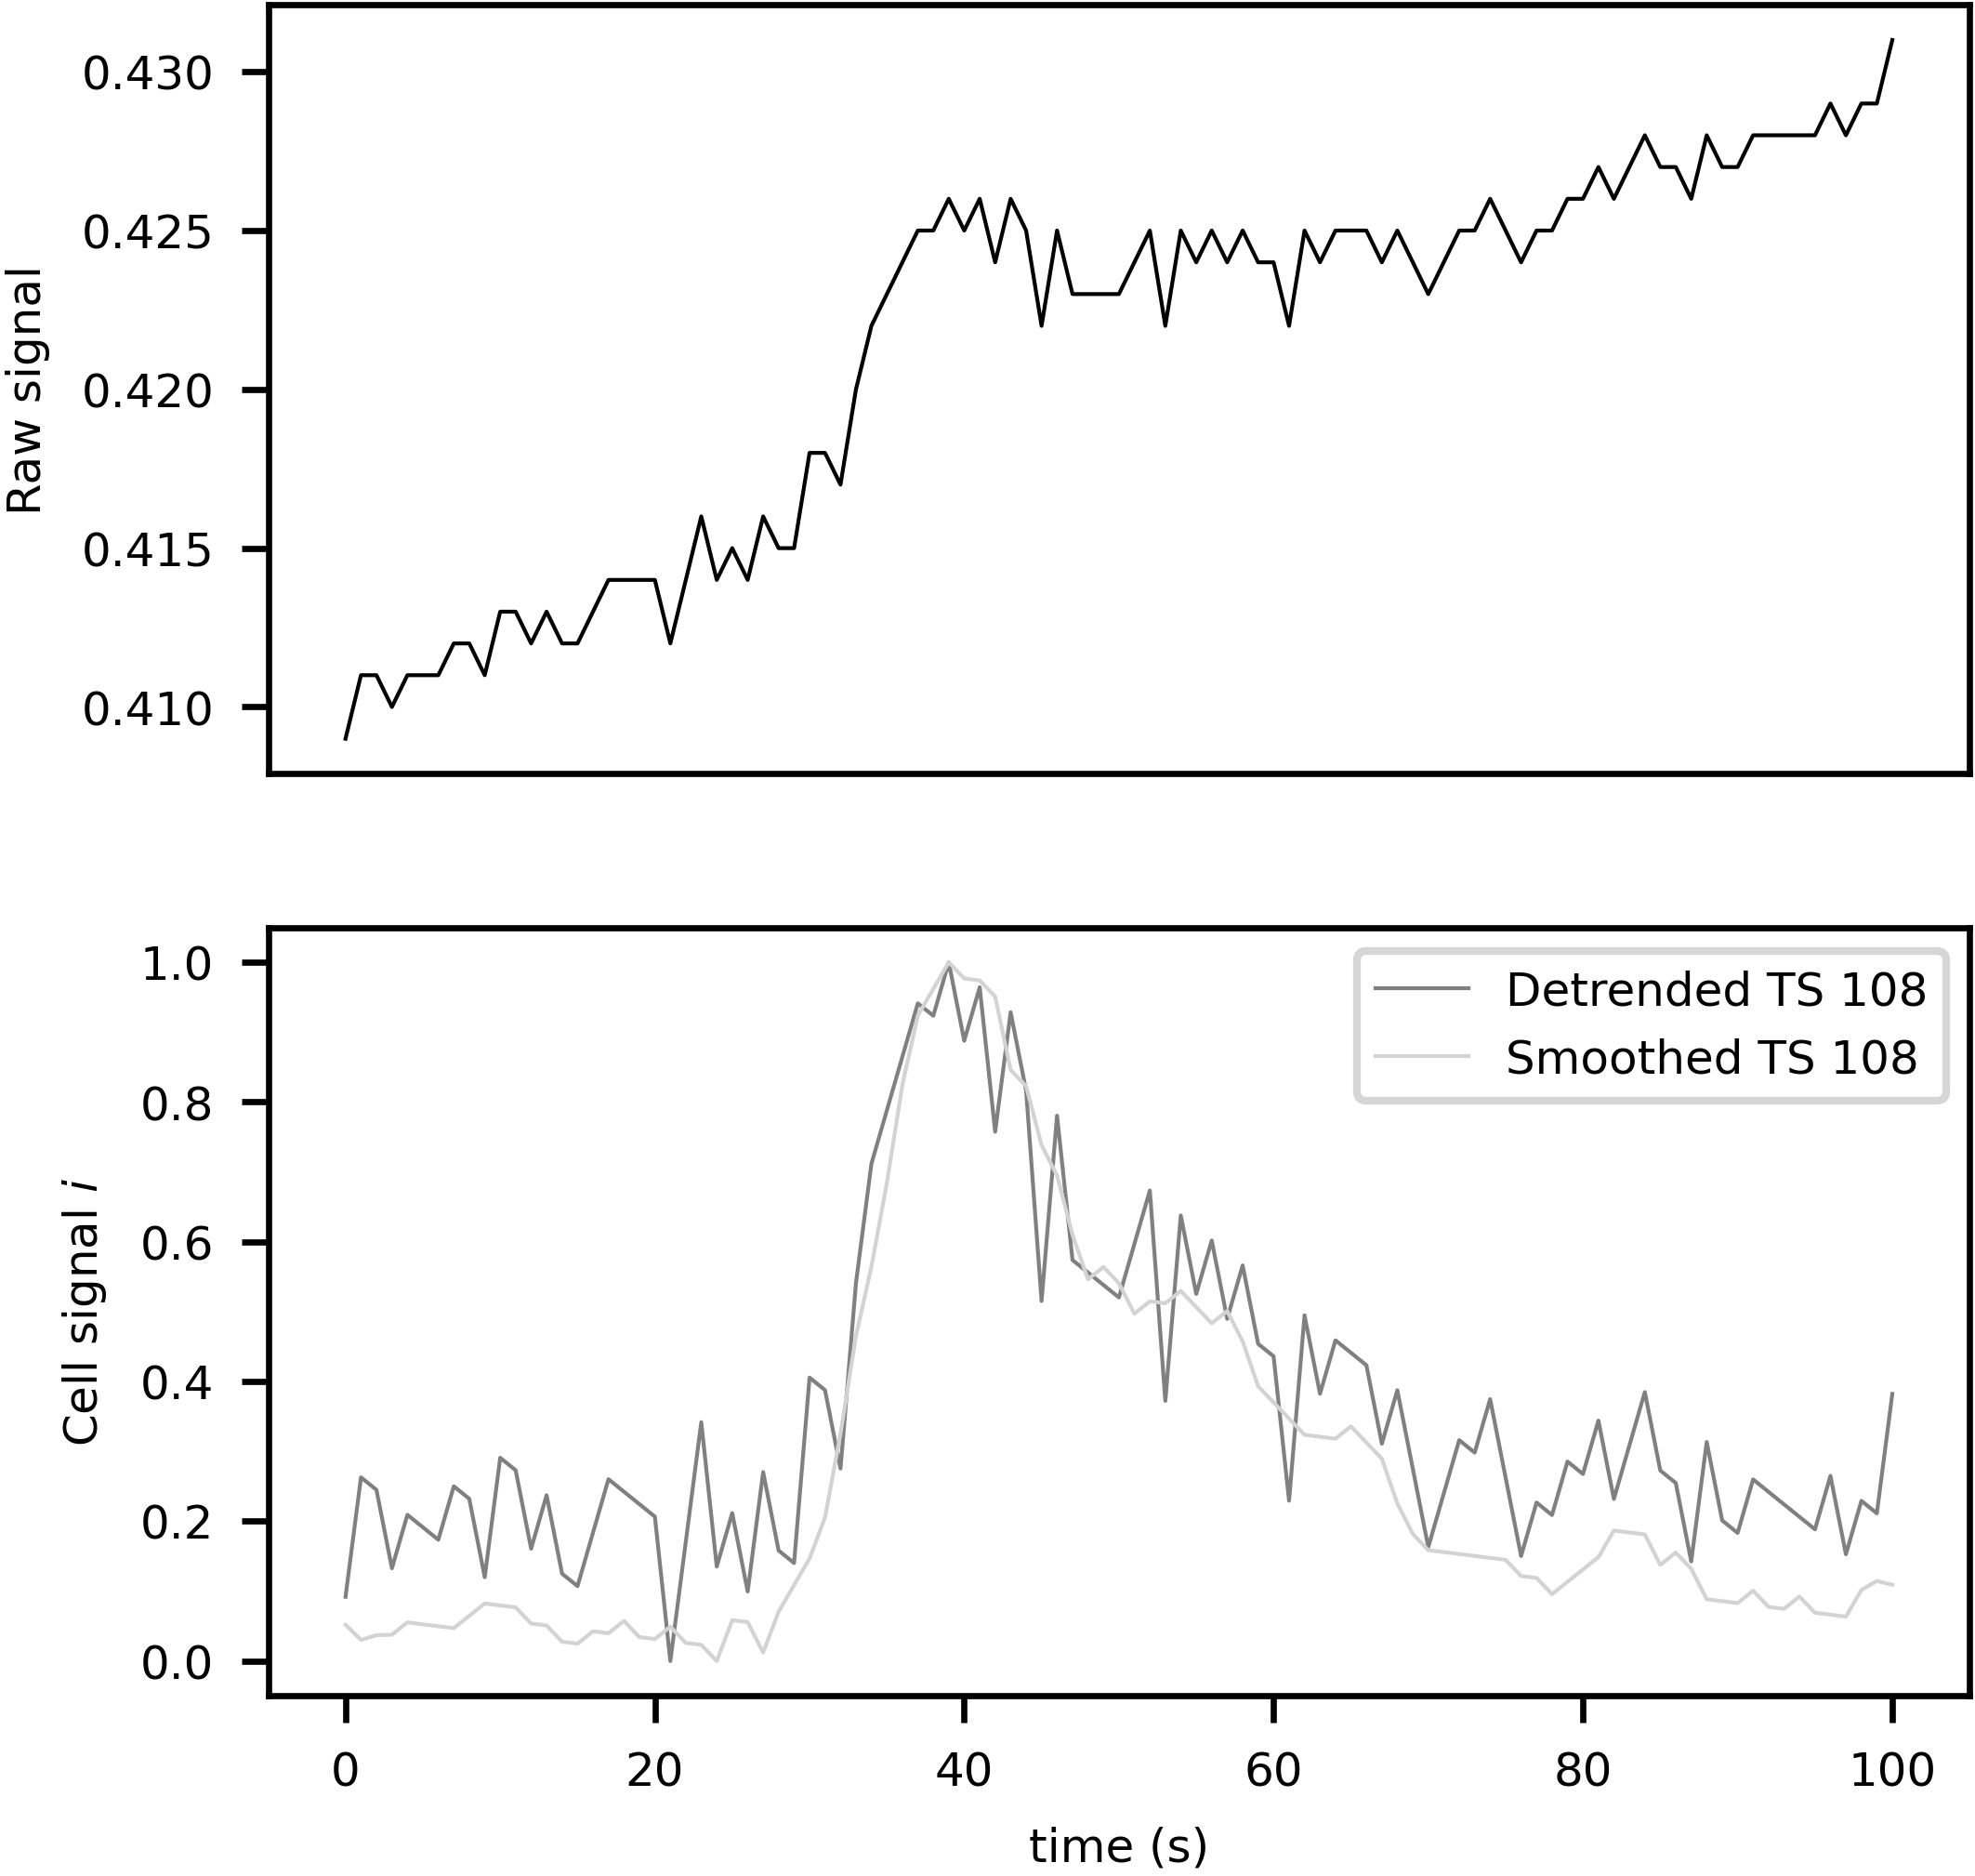 0.430
0.425
0.420
0.415
0.410
Raw signal
1.0
0.8
0.6
0.4
0.2
0.0
Cell signal i
Detrended TS 108
Smoothed TS 108
0 20 40 60 80 100
time (s)